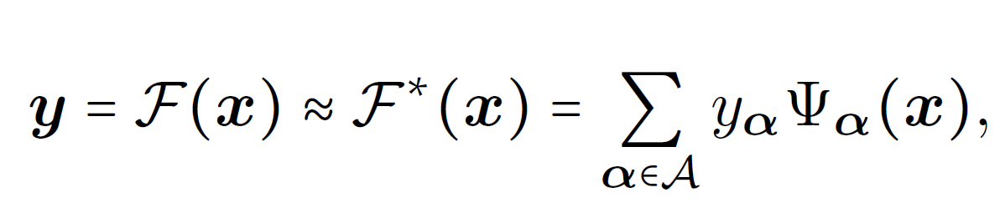 𝒚 = ℱ(𝒙) ≈ ℱ*(𝒙) = ∑_{𝜶∈𝒜} y_𝜶 Ψ_𝜶(𝒙),